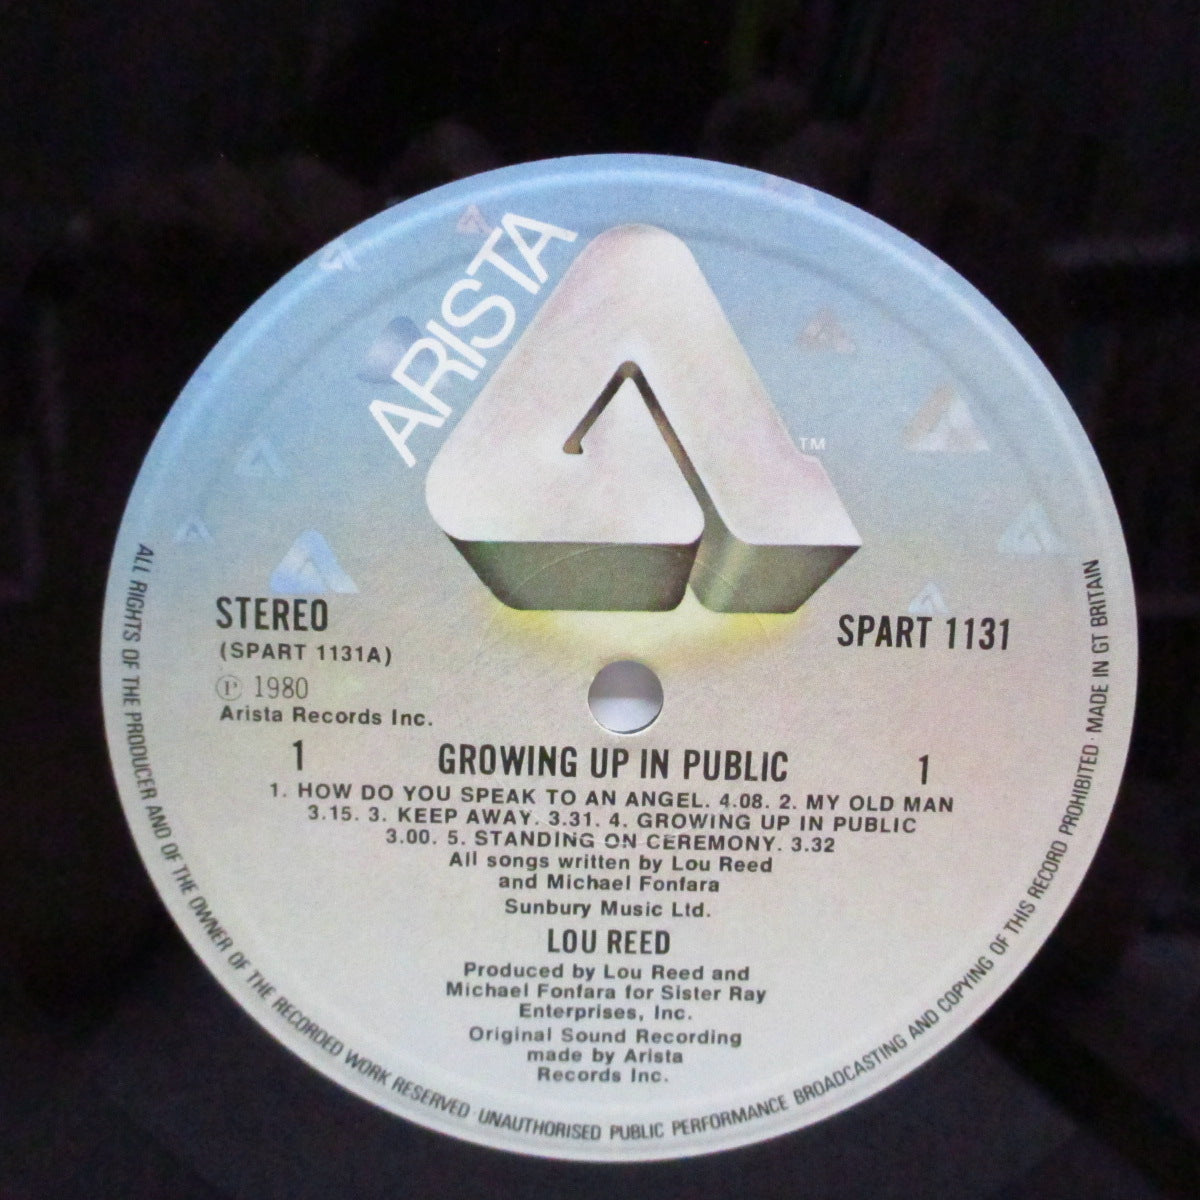 ARISTA
TM
STEREO
SPART 1131
(SPART 1131A)
℗ 1980
Arista Records Inc.
1 GROWING UP IN PUBLIC 1
1. HOW DO YOU SPEAK TO AN ANGEL. 4.08. 2. MY OLD MAN
3.15. 3. KEEP AWAY. 3.31. 4. GROWING UP IN PUBLIC
3.00. 5. STANDING ON CEREMONY. 3.32
All songs written by Lou Reed
and Michael Fonfara
Sunbury Music Ltd.
LOU REED
Produced by Lou Reed and
Michael Fonfara for Sister Ray
Enterprises, Inc.
Original Sound Recording
made by Arista
Records Inc.
ALL RIGHTS OF THE PRODUCER AND OF THE OWNER OF THE RECORDED WORK RESERVED · UNAUTHORISED PUBLIC PERFORMANCE BROADCASTING AND COPYING OF THIS RECORD PROHIBITED · MADE IN GT BRITAIN